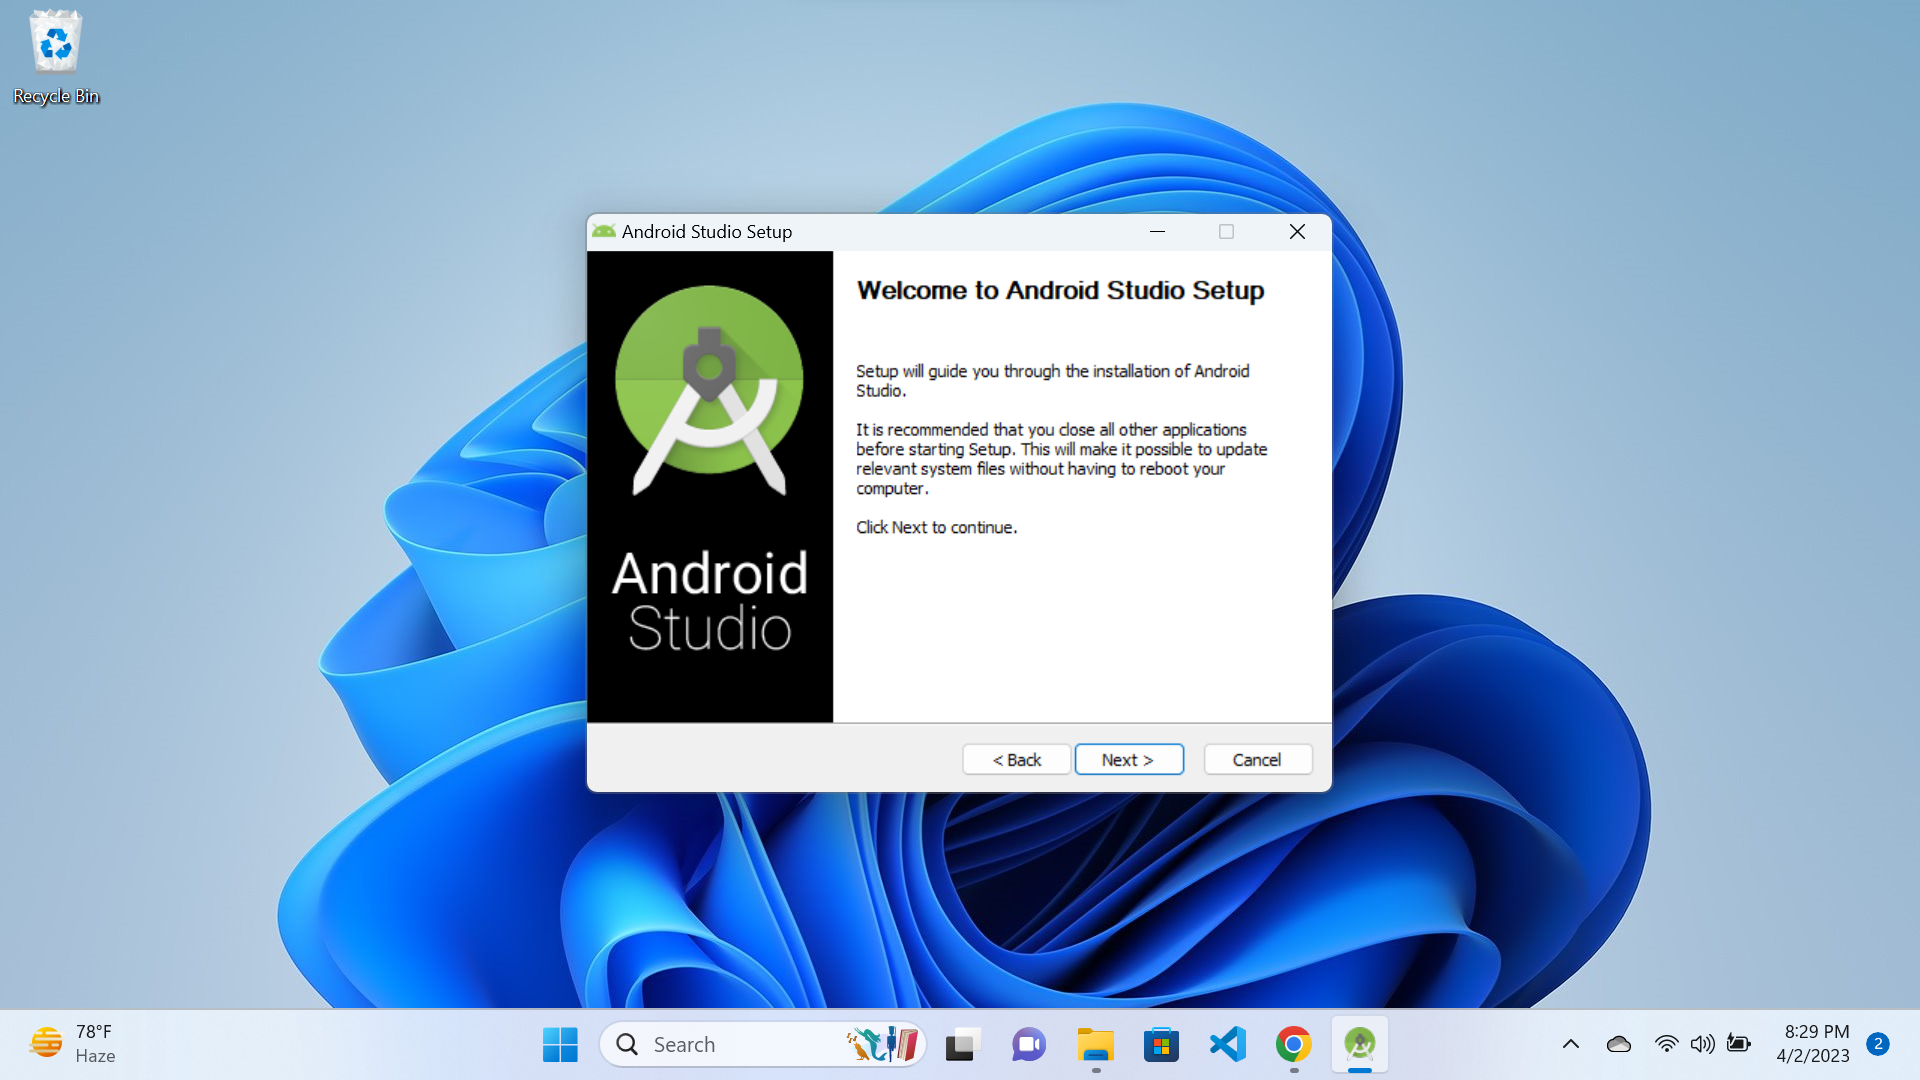 Recycle Bin
Android Studio Setup
Android
Studio
Welcome to Android Studio Setup
Setup will guide you through the installation of Android
Studio.
It is recommended that you close all other applications
before starting Setup. This will make it possible to update
relevant system files without having to reboot your
computer.
Click Next to continue.
< Back
Next >
Cancel
78°F
Haze
Search
8:29 PM
4/2/2023
2